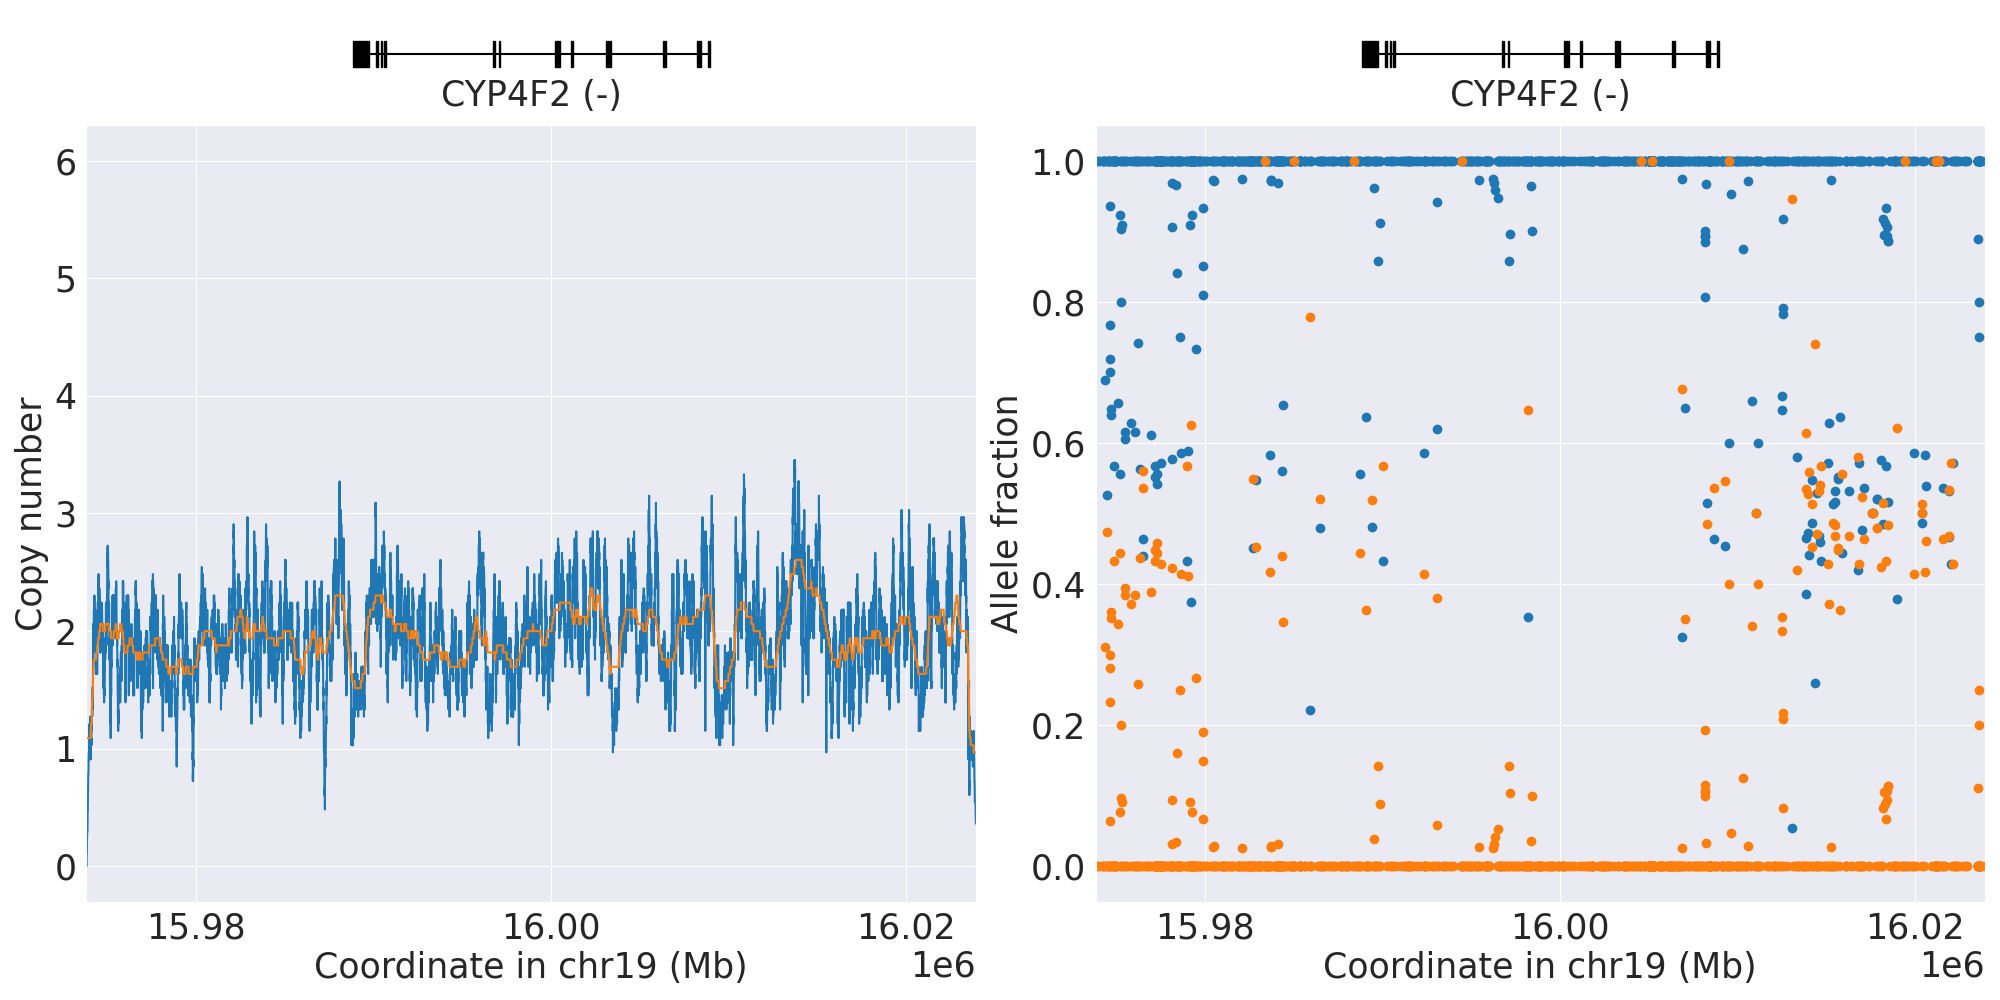 CYP4F2 (-)
6
5
4
3
2
1
0
Copy number
15.98
16.00
16.02
Coordinate in chr19 (Mb)
1e6
CYP4F2 (-)
1.0
0.8
0.6
0.4
0.2
0.0
Allele fraction
15.98
16.00
16.02
Coordinate in chr19 (Mb)
1e6